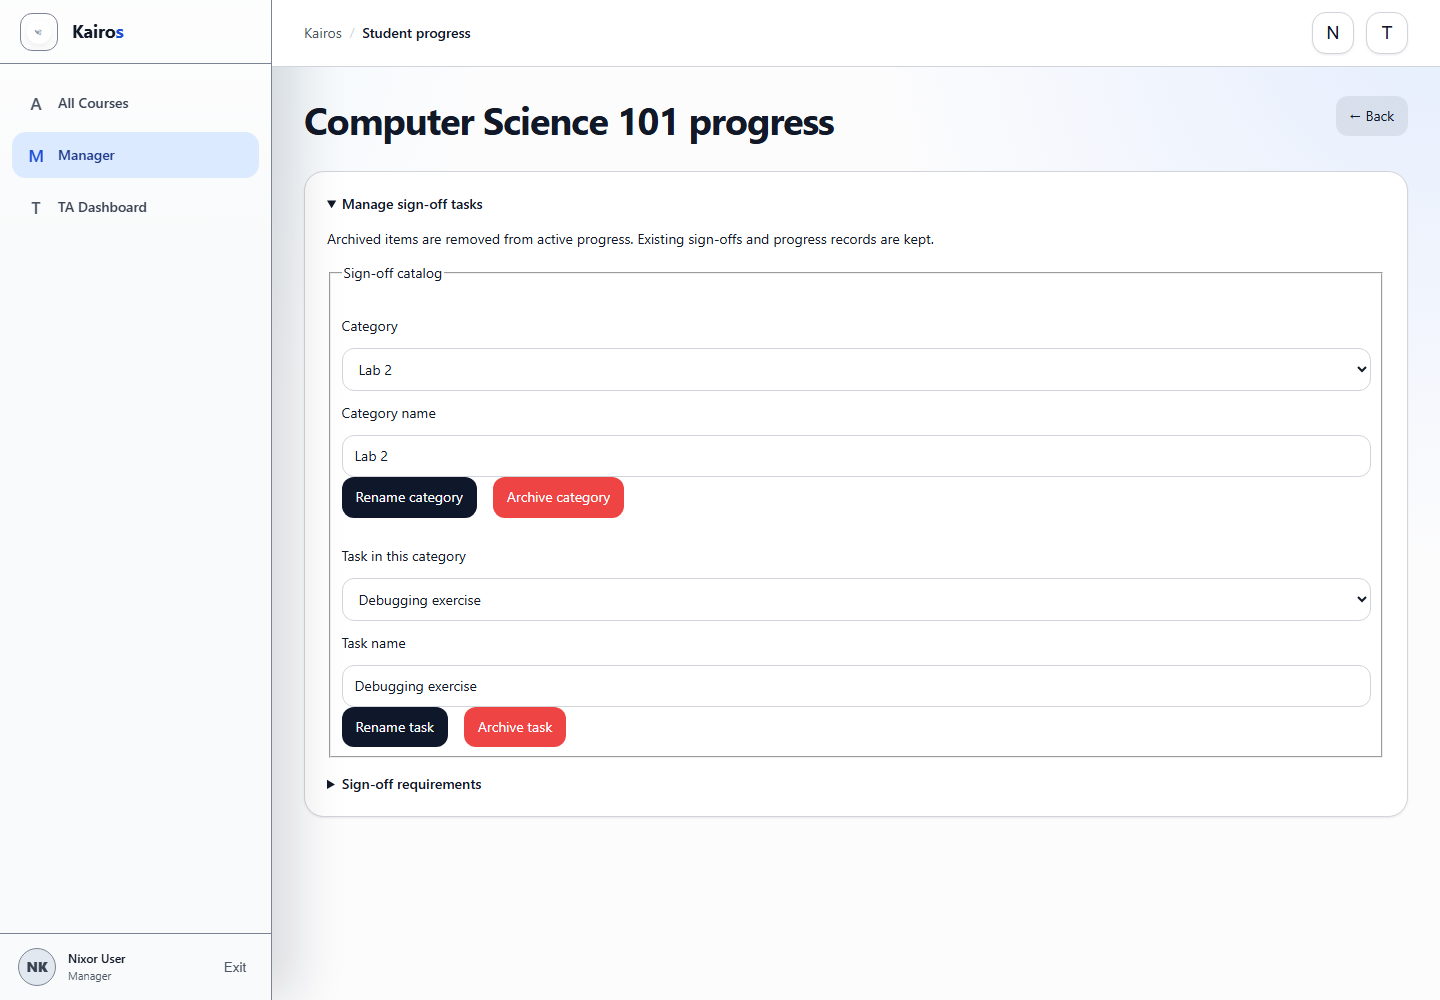 Kairos
Kairos / Student progress
N
T
A All Courses
M Manager
T TA Dashboard
Computer Science 101 progress
← Back
▼ Manage sign-off tasks
Archived items are removed from active progress. Existing sign-offs and progress records are kept.
Sign-off catalog
Category
Lab 2
Category name
Lab 2
Rename category
Archive category
Task in this category
Debugging exercise
Task name
Debugging exercise
Rename task
Archive task
▶ Sign-off requirements
NK
Nixor User
Manager
Exit